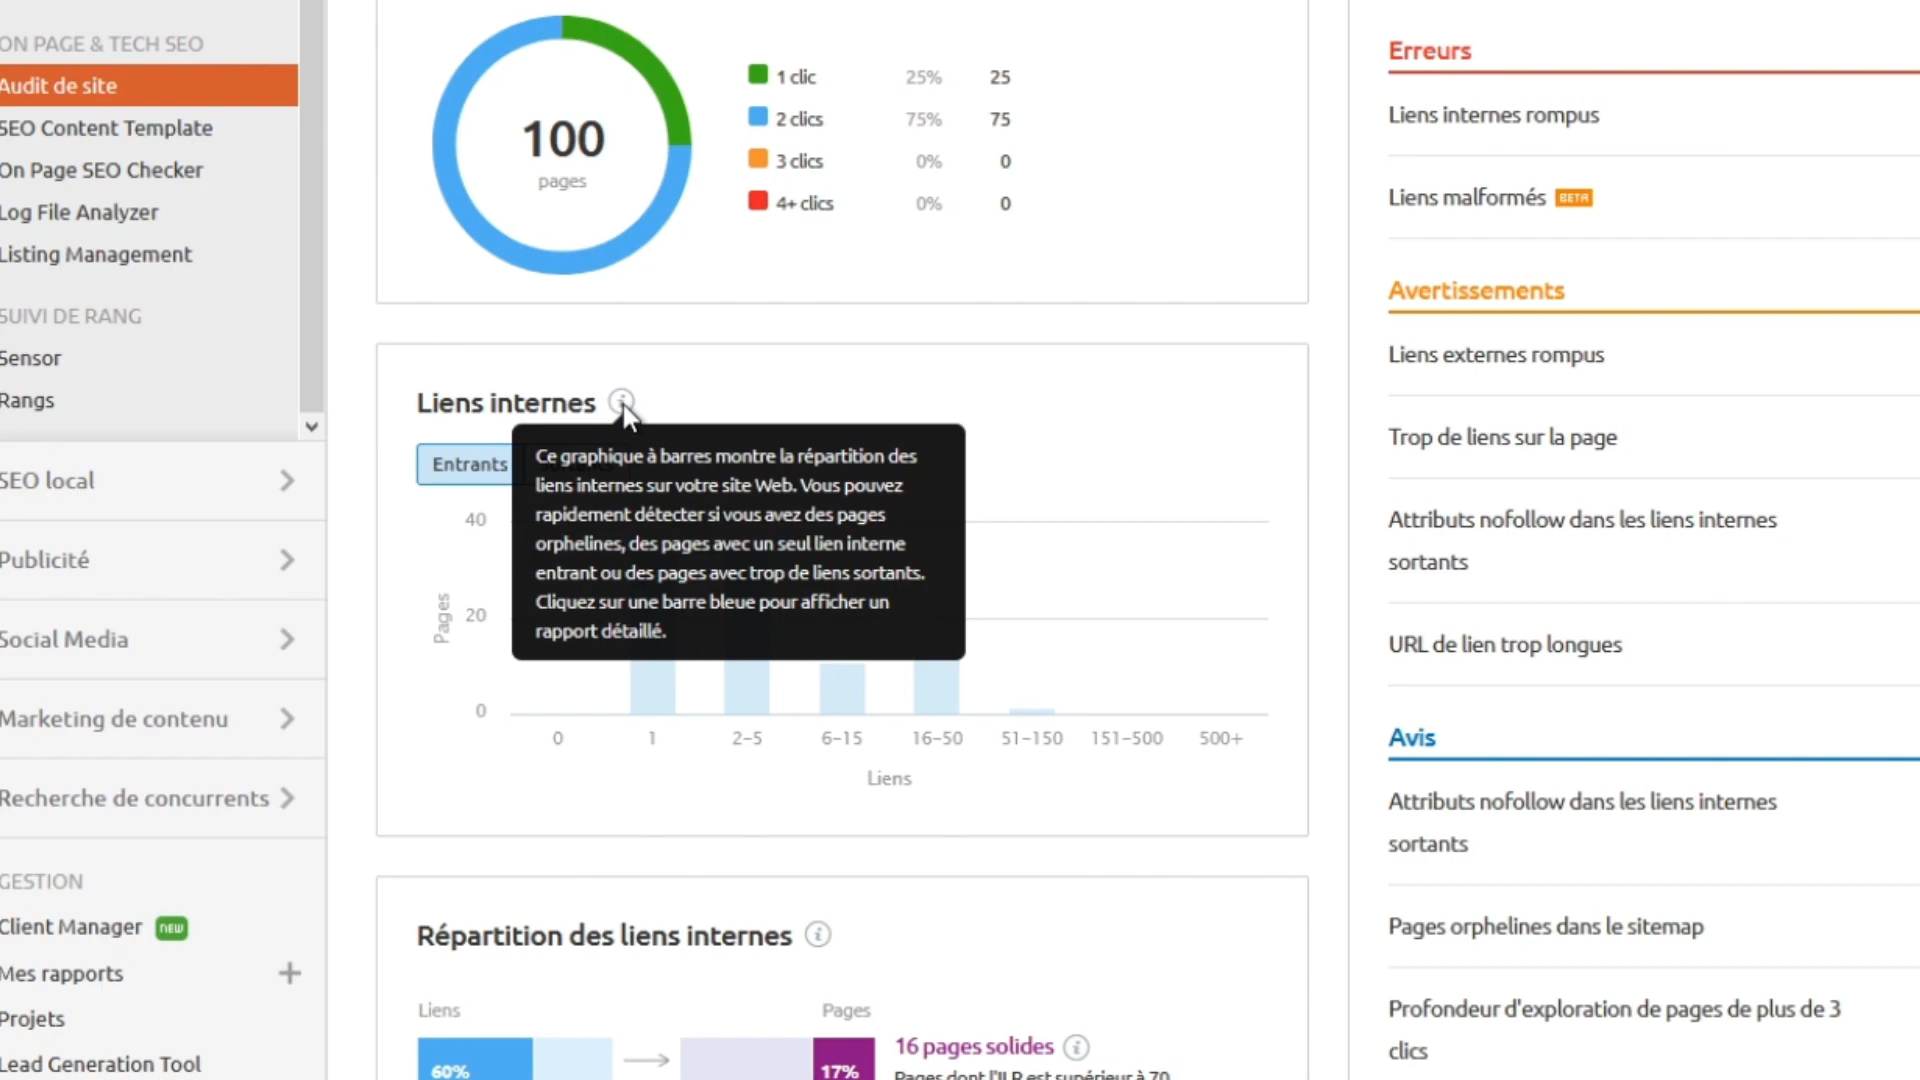 ON PAGE & TECH SEO
Audit de site
SEO Content Template
On Page SEO Checker
Log File Analyzer
Listing Management
SUIVI DE RANG
Sensor
Rangs
SEO local
Publicité
Social Media
Marketing de contenu
Recherche de concurrents
GESTION
Client Manager new
Mes rapports
Projets
Lead Generation Tool
100
pages
1 clic 25% 25
2 clics 75% 75
3 clics 0% 0
4+ clics 0% 0
Liens internes
Entrants
Ce graphique à barres montre la répartition des
liens internes sur votre site Web. Vous pouvez
rapidement détecter si vous avez des pages
orphelines, des pages avec un seul lien interne
entrant ou des pages avec trop de liens sortants.
Cliquez sur une barre bleue pour afficher un
rapport détaillé.
Pages
40
20
0
0 1 2–5 6–15 16–50 51–150 151–500 500+
Liens
Répartition des liens internes
Liens Pages
60% 17%
16 pages solides
Pages dont l'ILR est supérieur à 70
Erreurs
Liens internes rompus
Liens malformés BETA
Avertissements
Liens externes rompus
Trop de liens sur la page
Attributs nofollow dans les liens internes
sortants
URL de lien trop longues
Avis
Attributs nofollow dans les liens internes
sortants
Pages orphelines dans le sitemap
Profondeur d'exploration de pages de plus de 3
clics